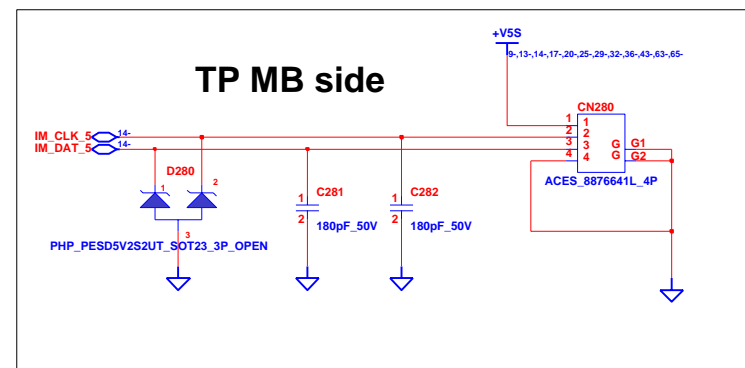 +V5S
9-,13-,14-,17-,20-,25-,29-,32-,36-,43-,63-,65-
TP MB side
CN280
IM_CLK_5 14-
IM_DAT_5 14-
1 1
2 2
3 3
4 4
G G1
G G2
ACES_8876641L_4P
D280
1
2
3
PHP_PESD5V2S2UT_SOT23_3P_OPEN
C281
1
2
180pF_50V
C282
1
2
180pF_50V